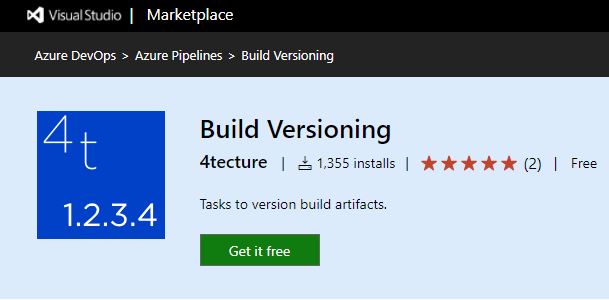 Visual Studio | Marketplace
Azure DevOps > Azure Pipelines > Build Versioning
4t
1.2.3.4
Build Versioning
4tecture | 1,355 installs | (2) | Free
Tasks to version build artifacts.
Get it free